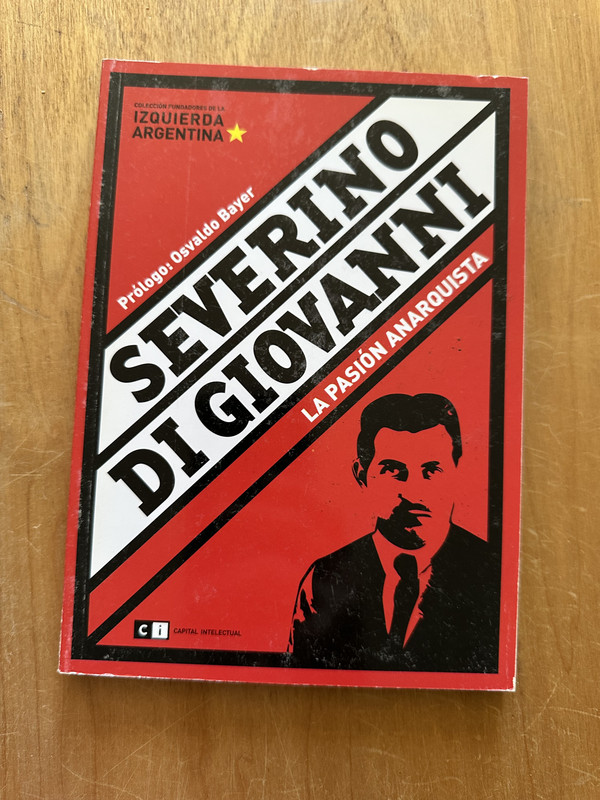 COLECCIÓN FUNDADORES DE LA
IZQUIERDA
ARGENTINA
Prólogo: Osvaldo Bayer
SEVERINO
DI GIOVANNI
LA PASIÓN ANARQUISTA
Ci CAPITAL INTELECTUAL